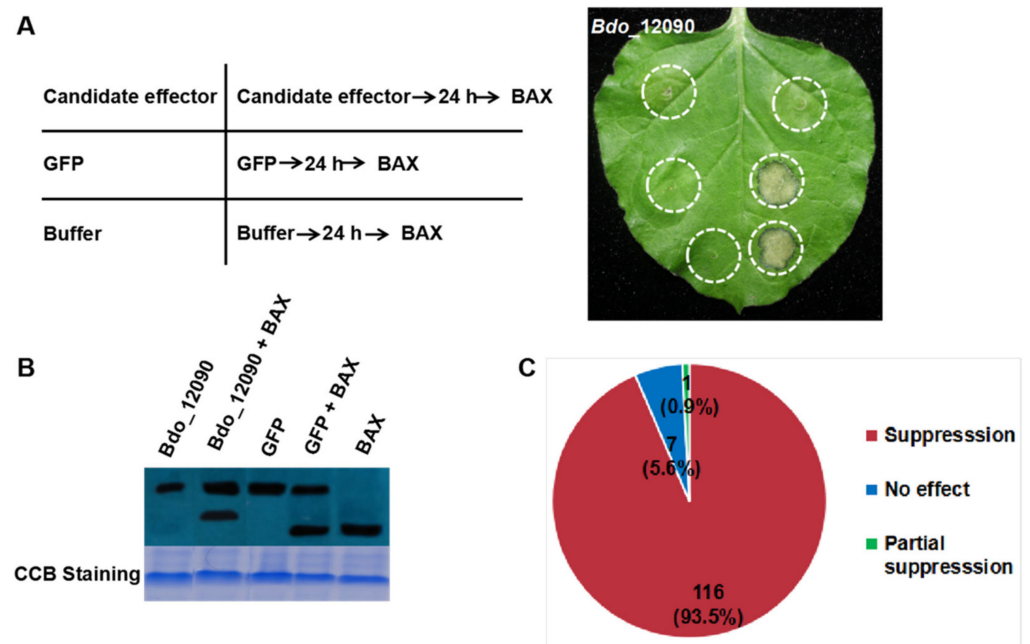 A
Candidate effector
Candidate effector→24 h→ BAX
GFP
GFP→24 h→ BAX
Buffer
Buffer→24 h→ BAX
Bdo_12090
B
Bdo_12090
Bdo_12090 + BAX
GFP
GFP + BAX
BAX
CCB Staining
C
1
(0.9%)
7
(5.6%)
116
(93.5%)
Suppresssion
No effect
Partial
suppresssion